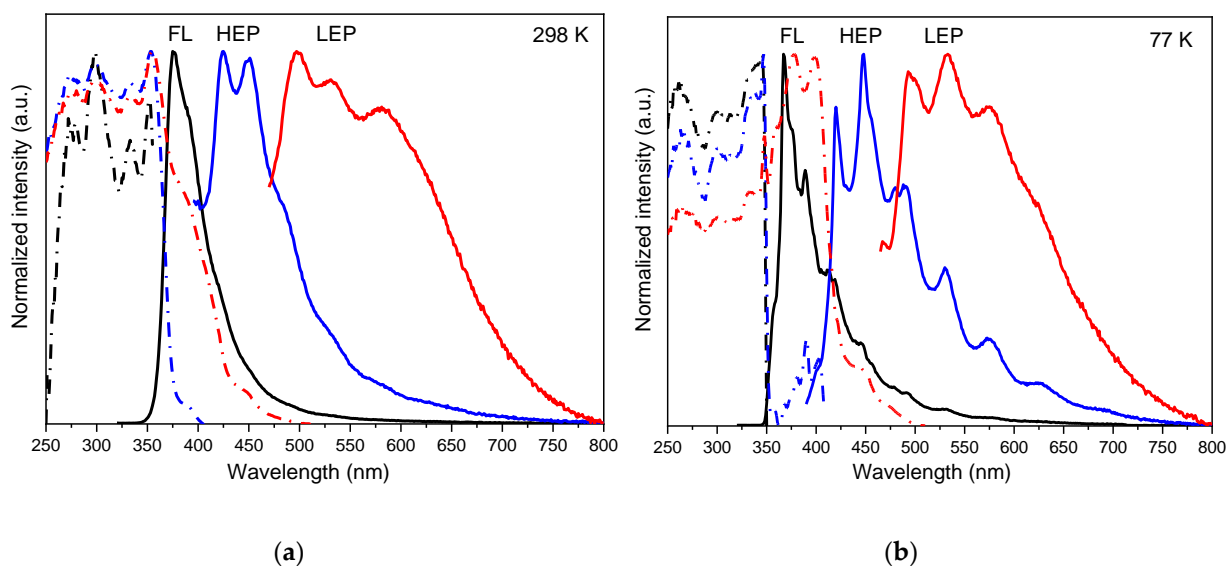 FL HEP LEP 298 K
Normalized intensity (a.u.)
250 300 350 400 450 500 550 600 650 700 750 800
Wavelength (nm)
(a)
FL HEP LEP 77 K
Normalized intensity (a.u.)
250 300 350 400 450 500 550 600 650 700 750 800
Wavelength (nm)
(b)